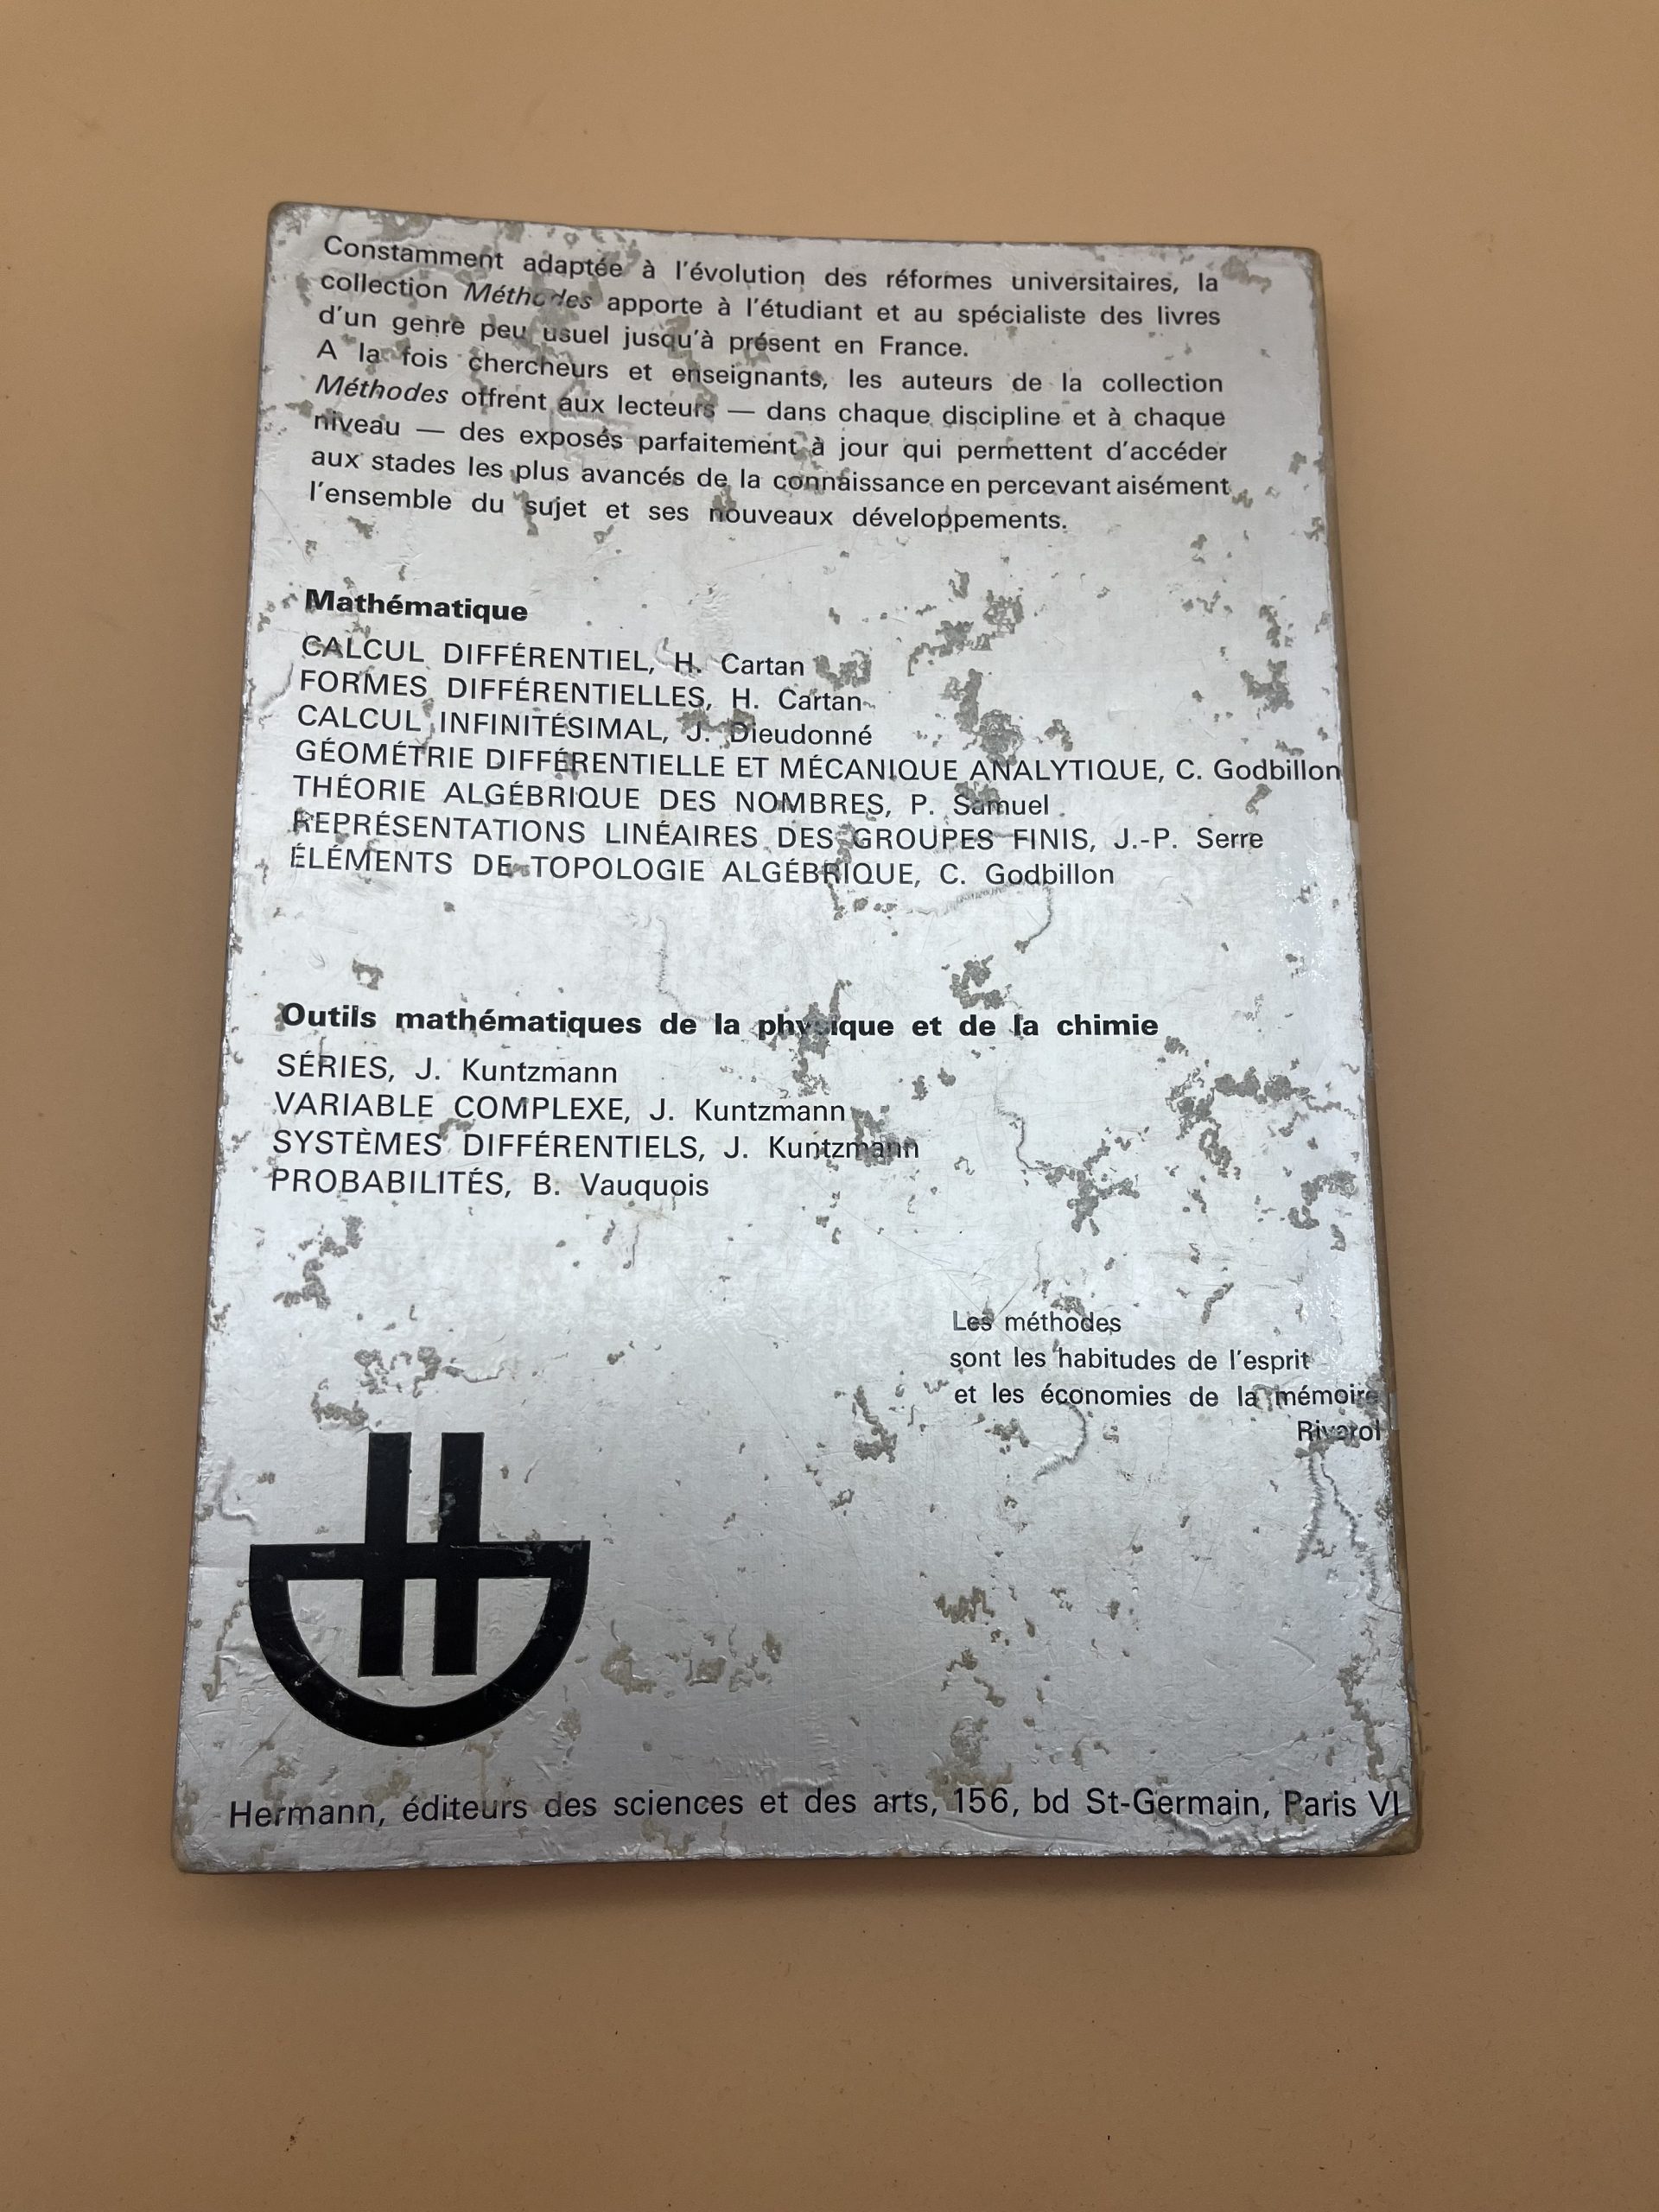 Constamment adaptée à l'évolution des réformes universitaires, la
collection Méthodes apporte à l'étudiant et au spécialiste des livres
d'un genre peu usuel jusqu'à présent en France.
A la fois chercheurs et enseignants, les auteurs de la collection
Méthodes offrent aux lecteurs — dans chaque discipline et à chaque
niveau — des exposés parfaitement à jour qui permettent d'accéder
aux stades les plus avancés de la connaissance en percevant aisément
l'ensemble du sujet et ses nouveaux développements.
Mathématique
CALCUL DIFFÉRENTIEL, H. Cartan
FORMES DIFFÉRENTIELLES, H. Cartan
CALCUL INFINITÉSIMAL, J. Dieudonné
GÉOMÉTRIE DIFFÉRENTIELLE ET MÉCANIQUE ANALYTIQUE, C. Godbillon
THÉORIE ALGÉBRIQUE DES NOMBRES, P. Samuel
REPRÉSENTATIONS LINÉAIRES DES GROUPES FINIS, J.-P. Serre
ÉLÉMENTS DE TOPOLOGIE ALGÉBRIQUE, C. Godbillon
Outils mathématiques de la physique et de la chimie
SÉRIES, J. Kuntzmann
VARIABLE COMPLEXE, J. Kuntzmann
SYSTÈMES DIFFÉRENTIELS, J. Kuntzmann
PROBABILITÉS, B. Vauquois
Les méthodes
sont les habitudes de l'esprit
et les économies de la mémoire
Rivarol
Hermann, éditeurs des sciences et des arts, 156, bd St-Germain, Paris VI